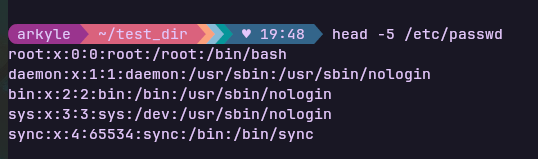 arkyle ~/test_dir ♥ 19:48 head -5 /etc/passwd
root:x:0:0:root:/root:/bin/bash
daemon:x:1:1:daemon:/usr/sbin:/usr/sbin/nologin
bin:x:2:2:bin:/bin:/usr/sbin/nologin
sys:x:3:3:sys:/dev:/usr/sbin/nologin
sync:x:4:65534:sync:/bin:/bin/sync